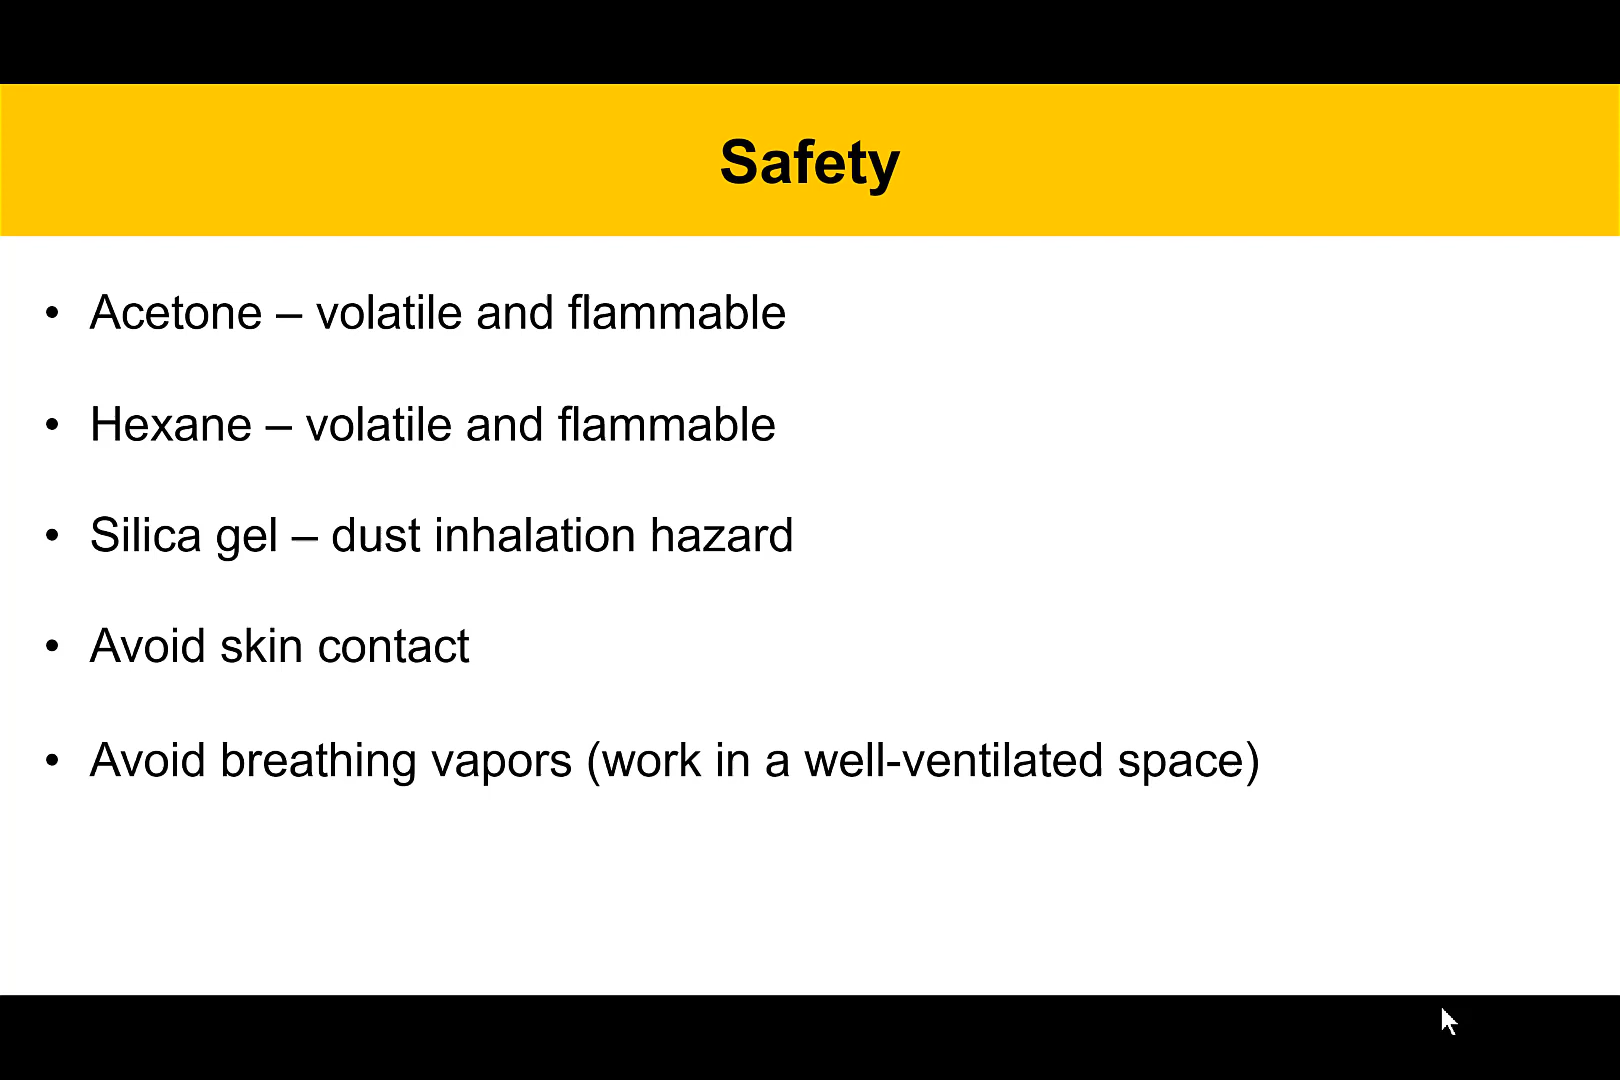 Safety
• Acetone – volatile and flammable
• Hexane – volatile and flammable
• Silica gel – dust inhalation hazard
• Avoid skin contact
• Avoid breathing vapors (work in a well-ventilated space)